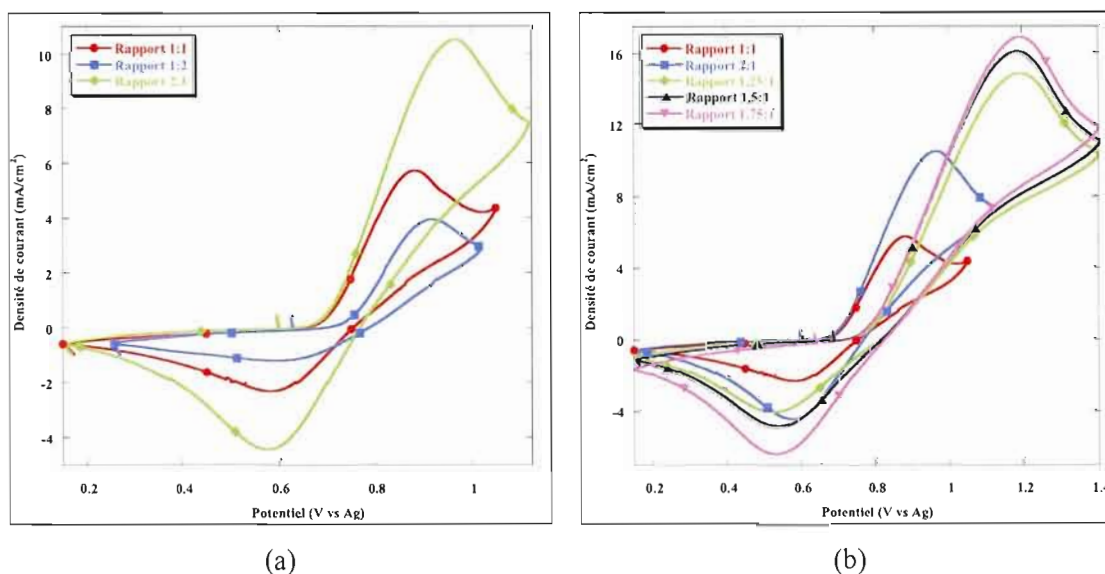 Rapport 1:1
Rapport 1:2
Rapport 2:1
Densité de courant (mA/cm²)
10
8
6
4
2
0
-2
-4
0.2
0.4
0.6
0.8
1
Potentiel (V vs Ag)
(a)
Rapport 1:1
Rapport 2:1
Rapport 1,25:1
Rapport 1,5:1
Rapport 1,75:1
Densité de courant (mA/cm²)
16
12
8
4
0
-4
0.2
0.4
0.6
0.8
1
1.2
1.4
Potentiel (V vs Ag)
(b)